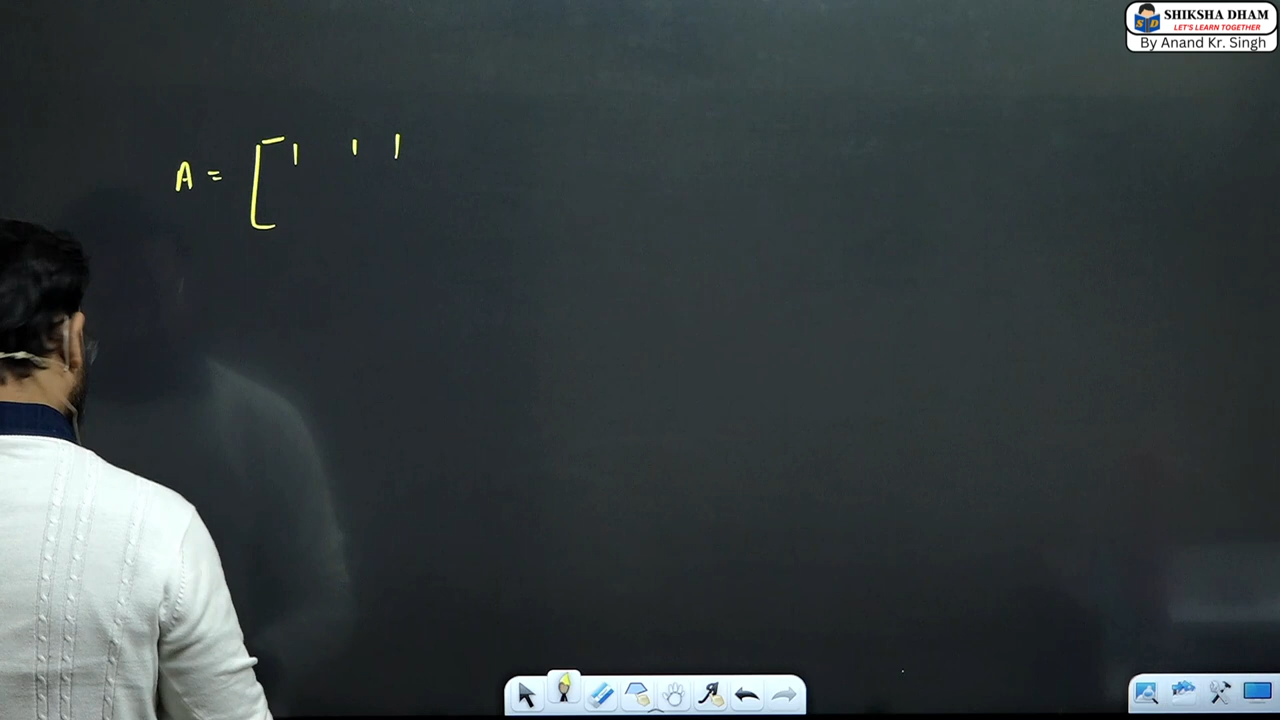 SHIKSHA DHAM
S D
LET'S LEARN TOGETHER
By Anand Kr. Singh
A = [ 1 1 1